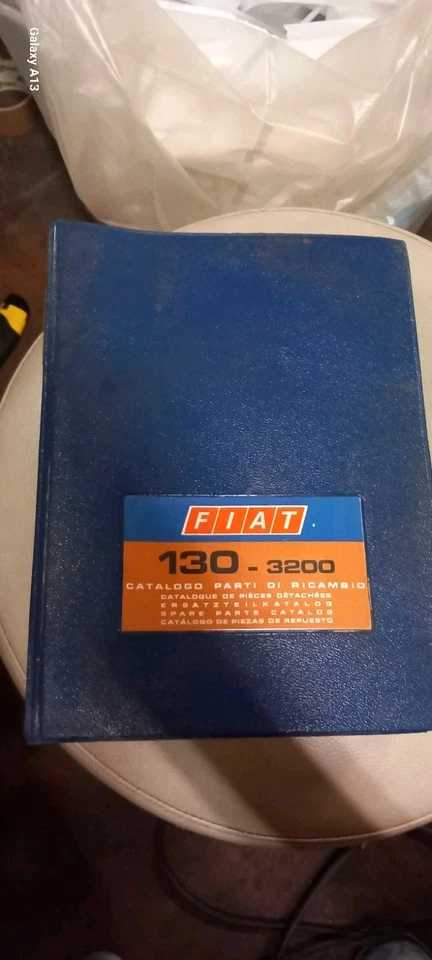 Galaxy A13
FIAT
130 - 3200
CATALOGO PARTI DI RICAMBIO
CATALOGUE DE PIÈCES DÉTACHÉES
ERSATZTEILKATALOG
SPARE PARTS CATALOG
CATÁLOGO DE PIEZAS DE REPUESTO